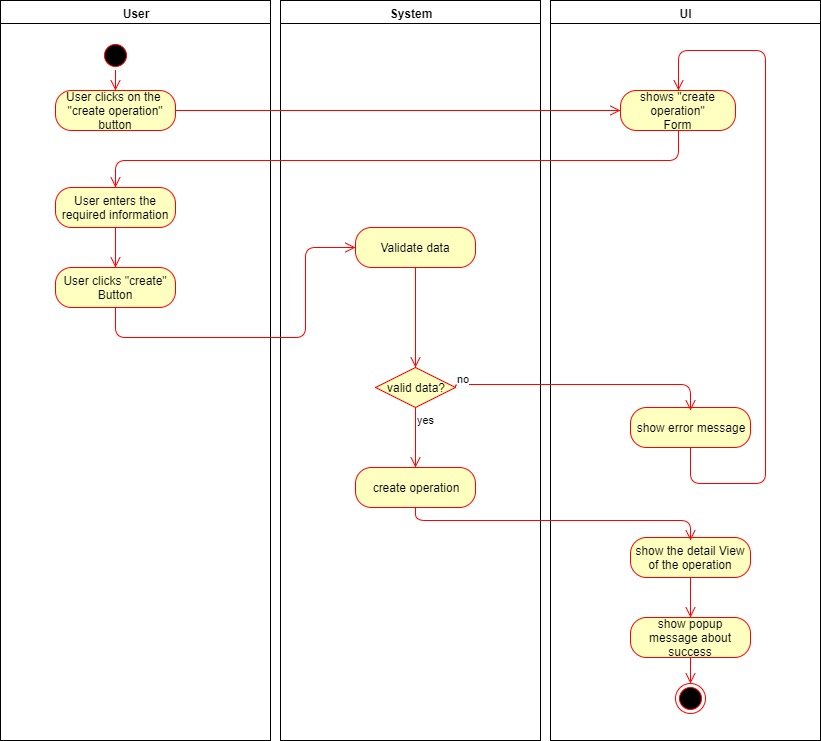 User
System
UI
User clicks on the
"create operation"
button
shows "create
operation"
Form
User enters the
required information
Validate data
User clicks "create"
Button
valid data?
no
yes
show error message
create operation
show the detail View
of the operation
show popup
message about
success